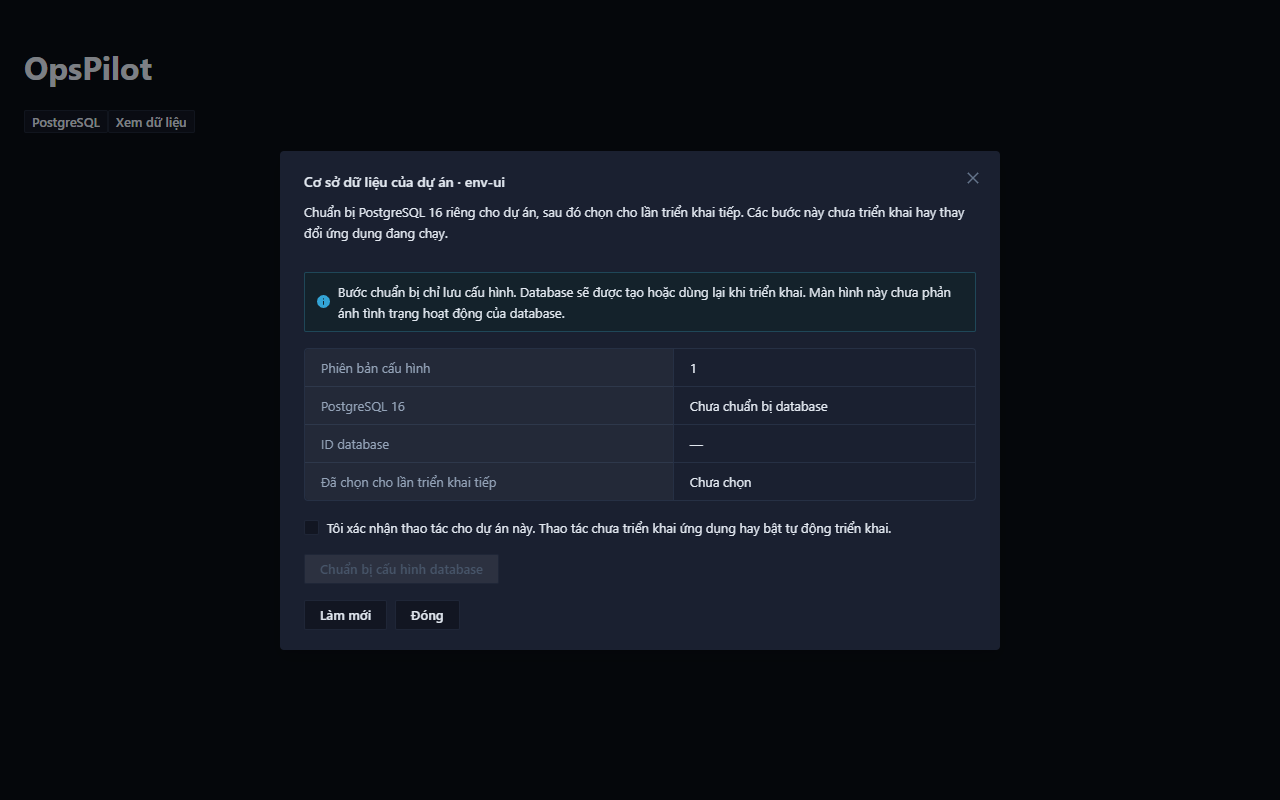 OpsPilot
PostgreSQL
Xem dữ liệu
Cơ sở dữ liệu của dự án · env-ui
Chuẩn bị PostgreSQL 16 riêng cho dự án, sau đó chọn cho lần triển khai tiếp. Các bước này chưa triển khai hay thay
đổi ứng dụng đang chạy.
Bước chuẩn bị chỉ lưu cấu hình. Database sẽ được tạo hoặc dùng lại khi triển khai. Màn hình này chưa phản
ánh tình trạng hoạt động của database.
Phiên bản cấu hình
1
PostgreSQL 16
Chưa chuẩn bị database
ID database
—
Đã chọn cho lần triển khai tiếp
Chưa chọn
Tôi xác nhận thao tác cho dự án này. Thao tác chưa triển khai ứng dụng hay bật tự động triển khai.
Chuẩn bị cấu hình database
Làm mới
Đóng